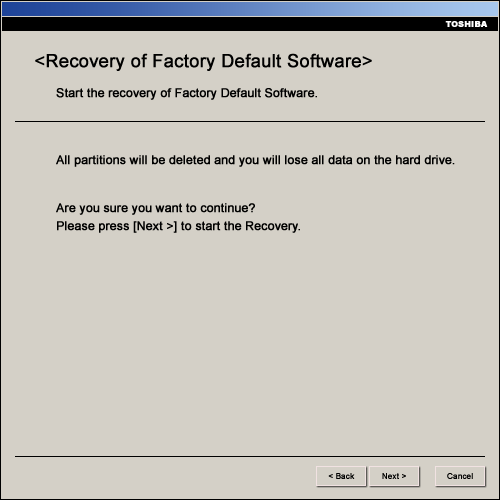 TOSHIBA
<Recovery of Factory Default Software>
Start the recovery of Factory Default Software.
All partitions will be deleted and you will lose all data on the hard drive.
Are you sure you want to continue?
Please press [Next >] to start the Recovery.
< Back Next > Cancel